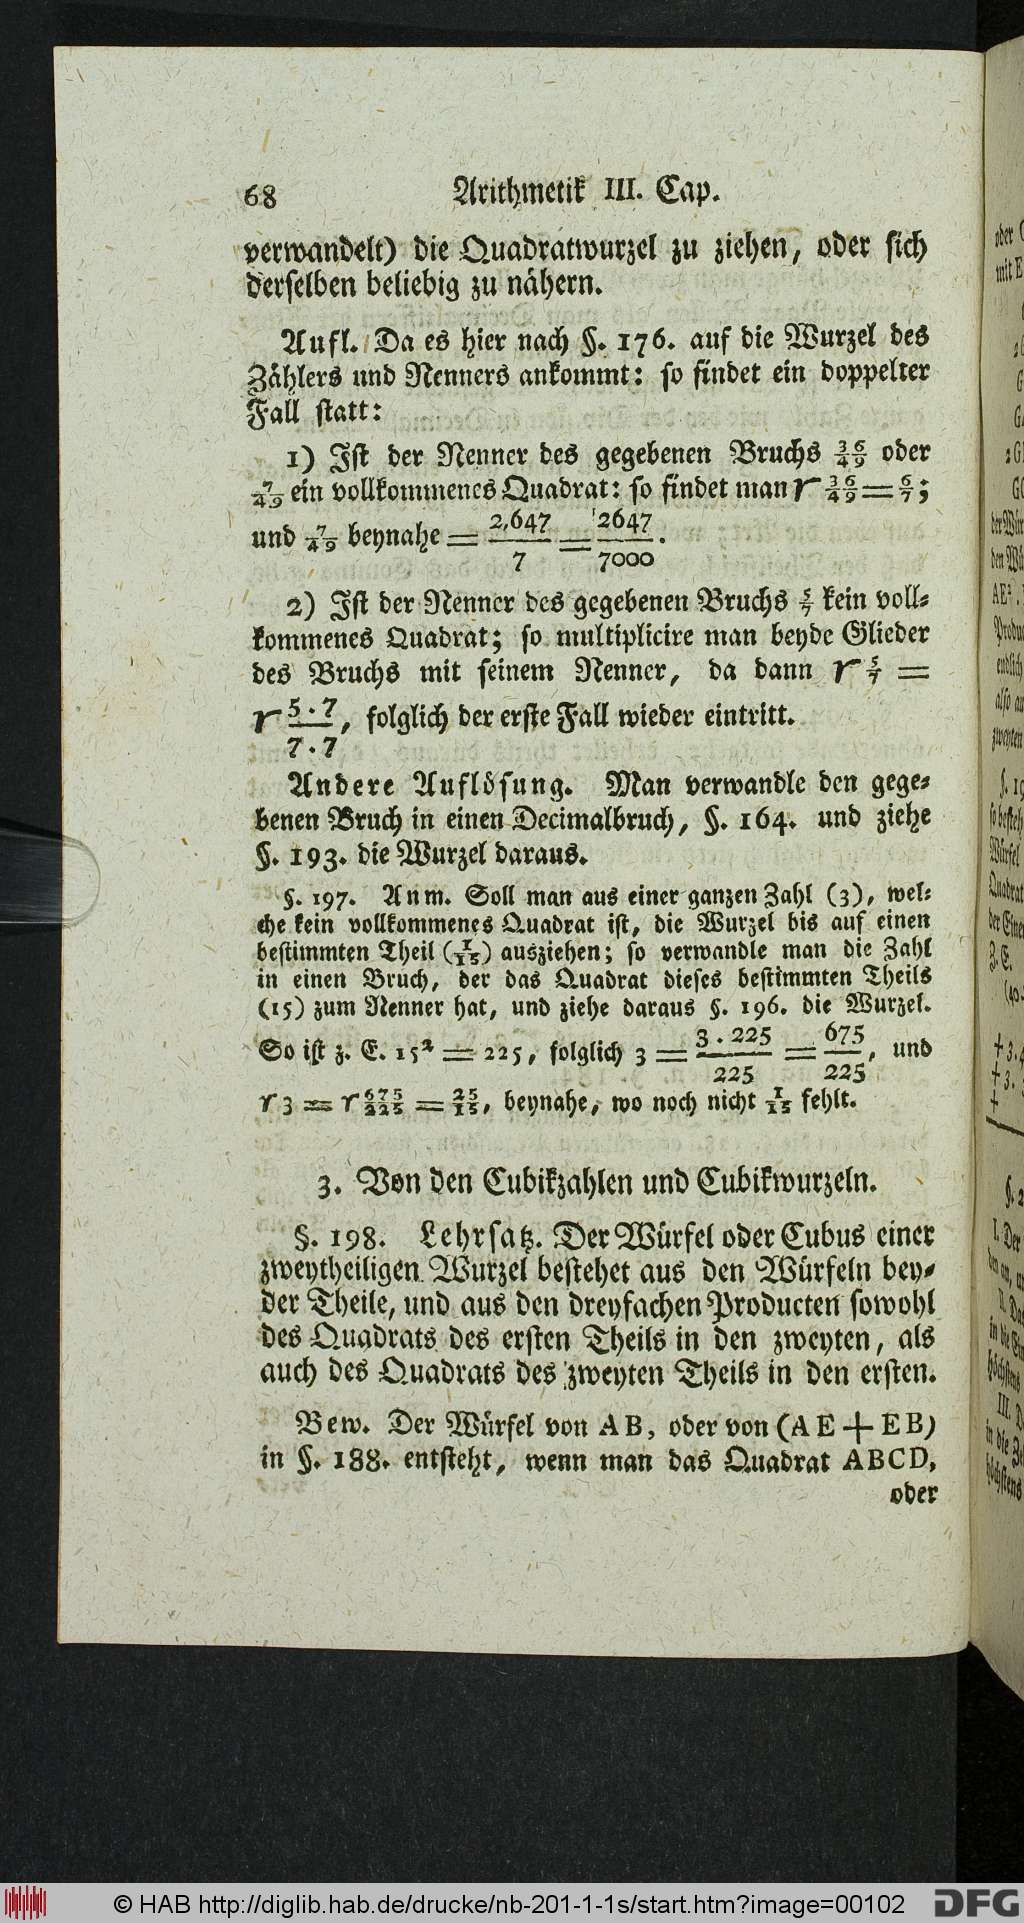 68 Arithmetik III. Cap.
verwandelt) die Quadratwurzel zu ziehen, oder sich
derselben beliebig zu nähern.
Aufl. Da es hier nach §. 176. auf die Wurzel des
Zählers und Nenners ankommt: so findet ein doppelter
Fall statt:
1) Ist der Nenner des gegebenen Bruchs 36/49 oder
7/49 ein vollkommenes Quadrat: so findet man √ 36/49 = 6/7;
und 7/49 beynahe = 2,647/7 = 2647/7000.
2) Ist der Nenner des gegebenen Bruchs 5/7 kein voll-
kommenes Quadrat; so multiplicire man beyde Glieder
des Bruchs mit seinem Nenner, da dann √ 5/7 =
√ 5 . 7/7 . 7, folglich der erste Fall wieder eintritt.
Andere Auflösung. Man verwandle den gege-
benen Bruch in einen Decimalbruch, §. 164. und ziehe
§. 193. die Wurzel daraus.
§. 197. Anm. Soll man aus einer ganzen Zahl (3), wel-
che kein vollkommenes Quadrat ist, die Wurzel bis auf einen
bestimmten Theil (1/15) ausziehen; so verwandle man die Zahl
in einen Bruch, der das Quadrat dieses bestimmten Theils
(15) zum Nenner hat, und ziehe daraus §. 196. die Wurzel.
So ist z. E. 15² = 225, folglich 3 = 3 . 225/225 = 675/225, und
√ 3 = √ 675/225 = 25/15, beynahe, wo noch nicht 1/15 fehlt.
3. Von den Cubikzahlen und Cubikwurzeln.
§. 198. Lehrsatz. Der Würfel oder Cubus einer
zweytheiligen Wurzel bestehet aus den Würfeln bey-
der Theile, und aus den dreyfachen Producten sowohl
des Quadrats des ersten Theils in den zweyten, als
auch des Quadrats des zweyten Theils in den ersten.
Bew. Der Würfel von AB, oder von (AE + EB)
in §. 188. entsteht, wenn man das Quadrat ABCD,
oder
© HAB http://diglib.hab.de/drucke/nb-201-1-1s/start.htm?image=00102
DFG